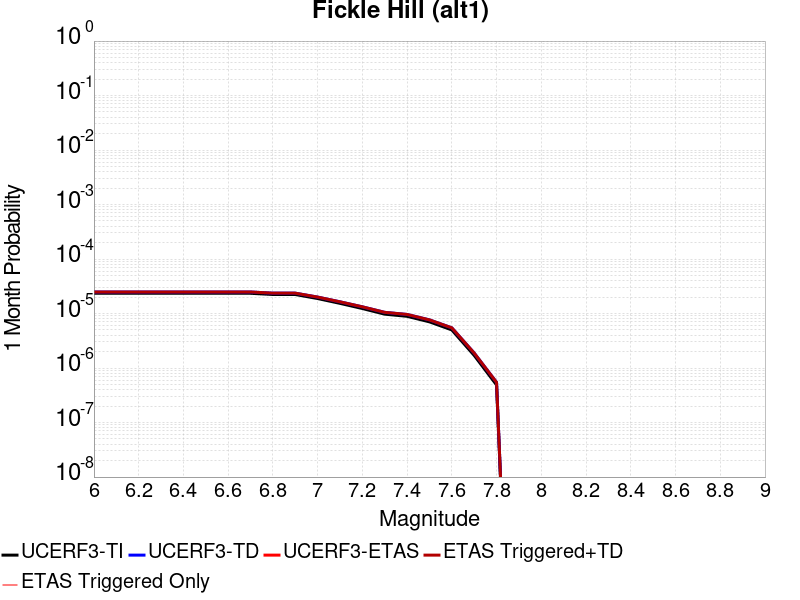 Fickle Hill (alt1)
10^0
10^-1
10^-2
10^-3
10^-4
10^-5
10^-6
10^-7
10^-8
1 Month Probability
6 6.2 6.4 6.6 6.8 7 7.2 7.4 7.6 7.8 8 8.2 8.4 8.6 8.8 9
Magnitude
UCERF3-TI UCERF3-TD UCERF3-ETAS ETAS Triggered+TD
ETAS Triggered Only